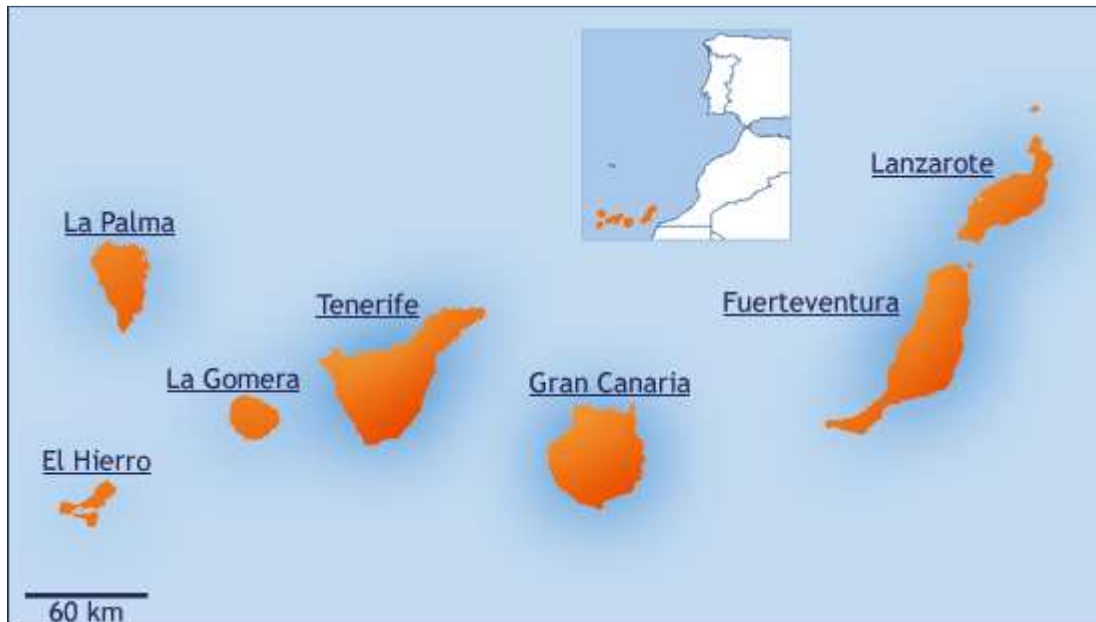 Lanzarote
La Palma
Fuerteventura
Tenerife
La Gomera
Gran Canaria
El Hierro
60 km